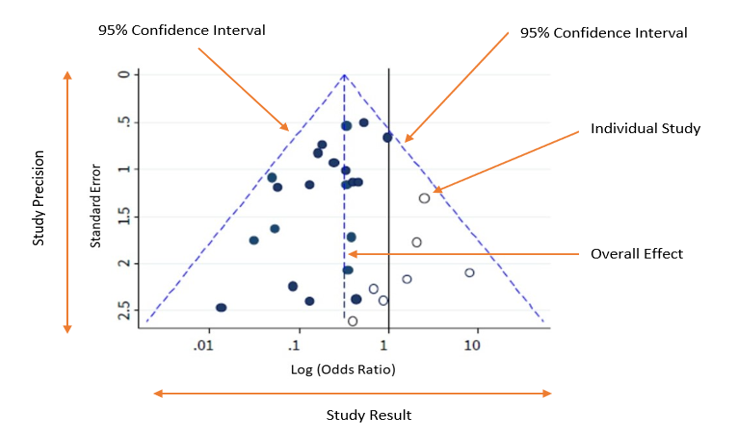 95% Confidence Interval
95% Confidence Interval
Individual Study
Overall Effect
Study Precision
Standard Error
0
.5
1
1.5
2
2.5
.01
.1
1
10
Log (Odds Ratio)
Study Result